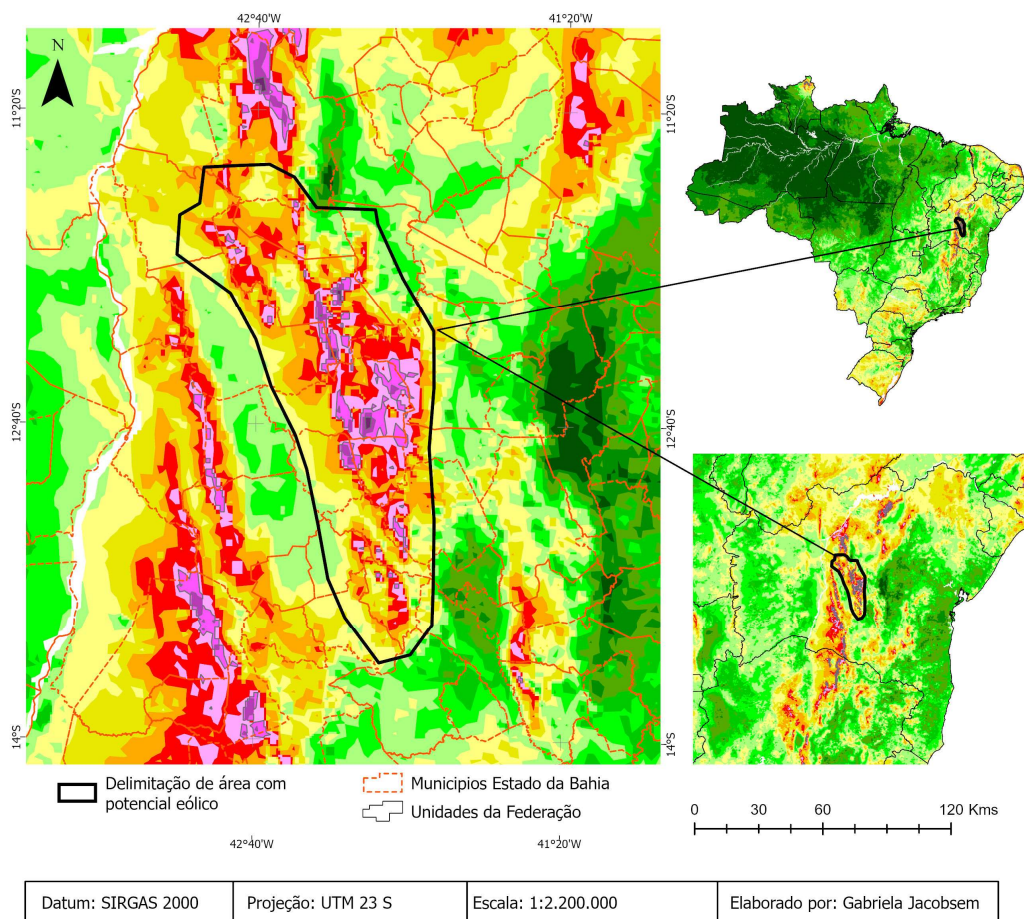 42°40'S
41°20'S
N
11°20'S
11°20'S
12°40'S
12°40'S
14°S
14°S
Delimitação de área com
potencial eólico
Municipios Estado da Bahia
Unidades da Federação
42°40'S
41°20'S
0 30 60 120 Kms
Datum: SIRGAS 2000
Projeção: UTM 23 S
Escala: 1:2.200.000
Elaborado por: Gabriela Jacobsem